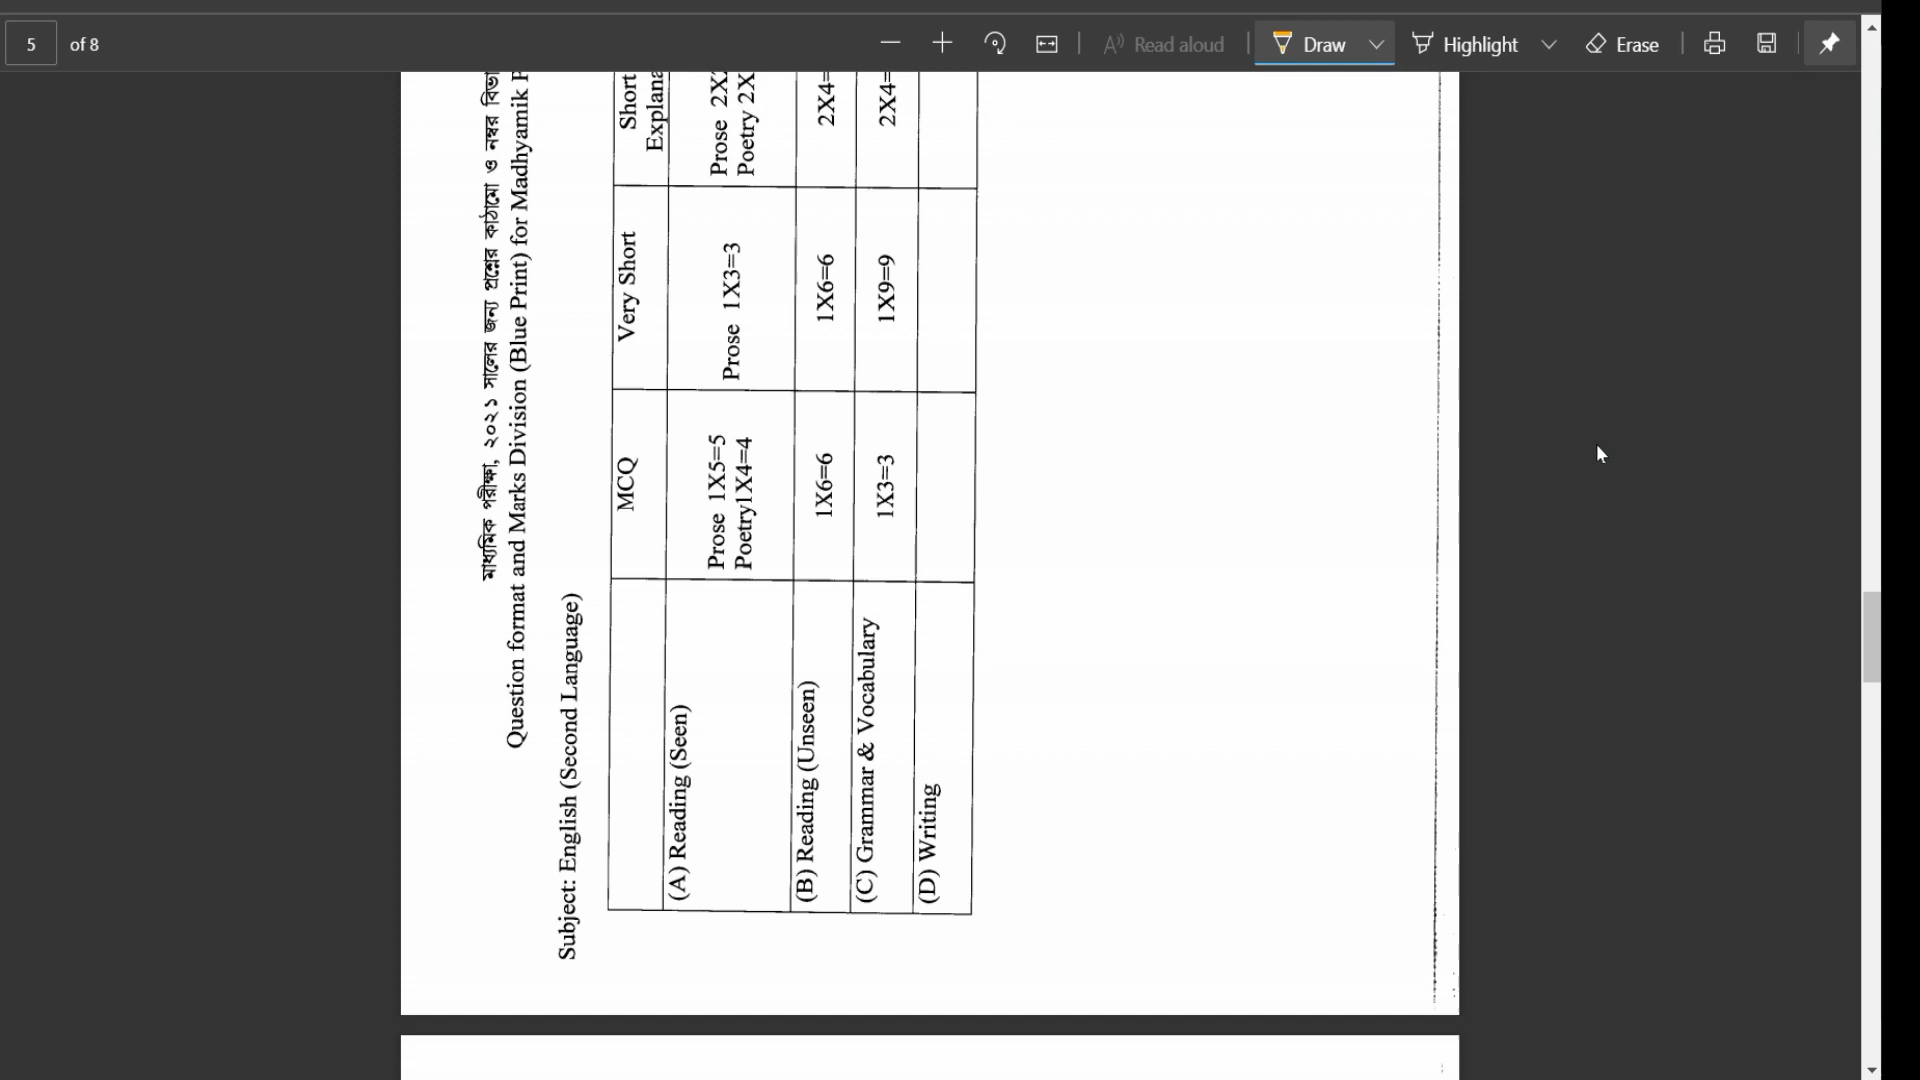 5 of 8
Read aloud
Draw
Highlight
Erase
মাধ্যমিক পরীক্ষা, ২০২১ সালের জন্য প্রশ্নের কাঠামো ও নম্বর
Question format and Marks Division (Blue Print) for Madhyamik
Subject: English (Second Language)
MCQ Very Short Short
(A) Reading (Seen) Prose 1X5=5 Prose 1X3=3 Prose
Poetry1X4=4 Poetry
(B) Reading (Unseen) 1X6=6 1X6=6 2X4=
(C) Grammar & Vocabulary 1X3=3 1X9=9 2X4=
(D) Writing